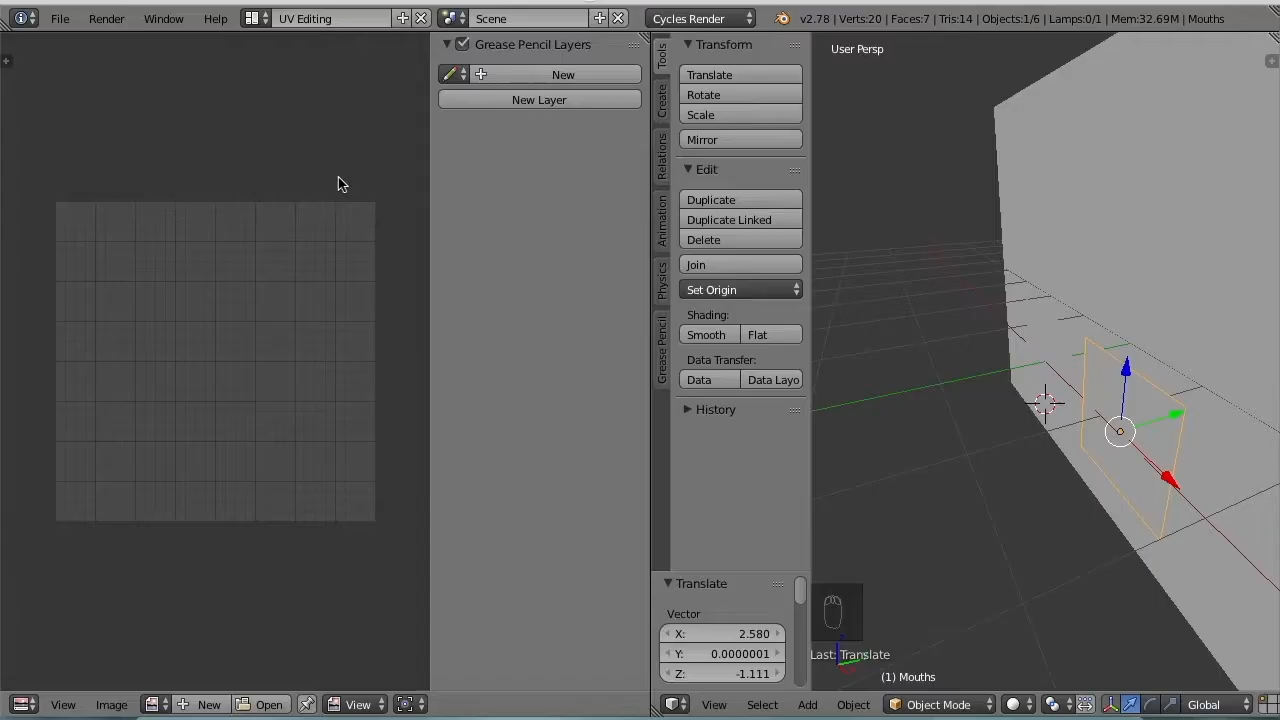 File Render Window Help UV Editing Scene Cycles Render v2.78 | Verts:20 | Faces:7 | Tris:14 | Objects:1/6 | Lamps:0/1 | Mem:32.69M | Mouths
Grease Pencil Layers
New
New Layer
Tools
Create
Relations
Animation
Physics
Grease Pencil
Transform
Translate
Rotate
Scale
Mirror
Edit
Duplicate
Duplicate Linked
Delete
Join
Set Origin
Shading:
Smooth Flat
Data Transfer:
Data Data Layo
History
Translate
Vector
X: 2.580
Y: 0.0000001
Z: -1.111
User Persp
Last: Translate
(1) Mouths
View Image New Open View
View Select Add Object Object Mode Global